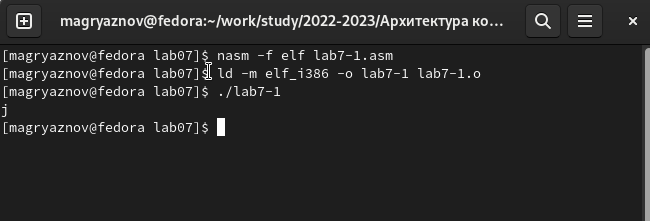 magryaznov@fedora:~/work/study/2022-2023/Архитектура ко...
[magryaznov@fedora lab07]$ nasm -f elf lab7-1.asm
[magryaznov@fedora lab07]$ ld -m elf_i386 -o lab7-1 lab7-1.o
[magryaznov@fedora lab07]$ ./lab7-1
j
[magryaznov@fedora lab07]$